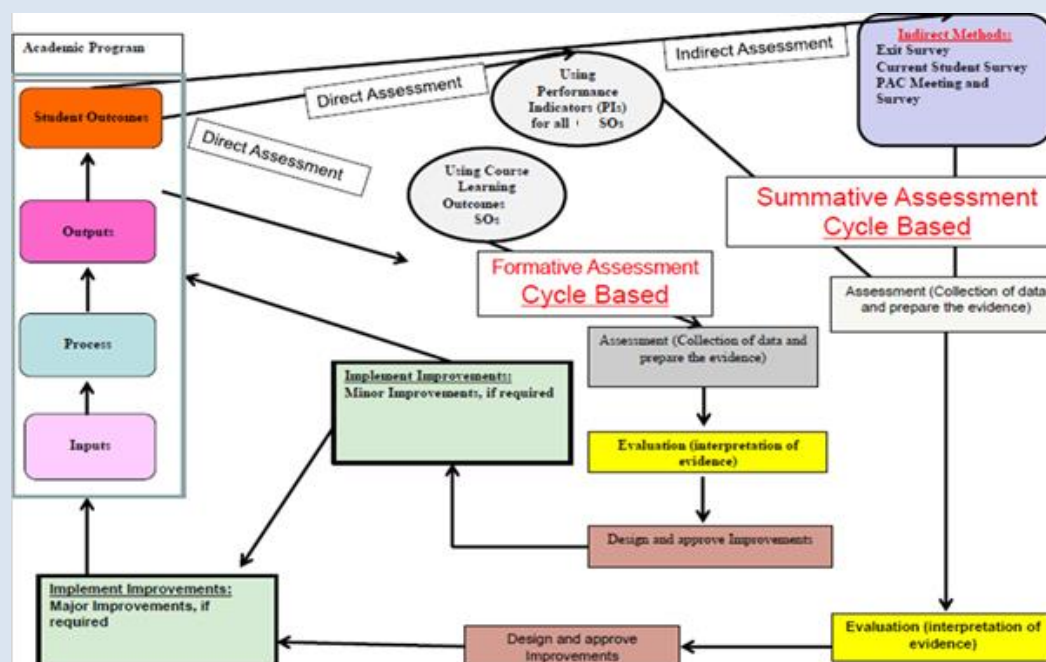 Academic Program
Student Outcomes
Outputs
Process
Inputs
Direct Assessment
Direct Assessment
Indirect Assessment
Using
Performance
Indicators (PIs)
for all SOs
Using Course
Learning
Outcomes
SOs
Indirect Methods:
Exit Survey
Current Student Survey
PAC Meeting and
Survey
Summative Assessment
Cycle Based
Formative Assessment
Cycle Based
Assessment (Collection of data
and prepare the evidence)
Assessment (Collection of data and
prepare the evidence)
Implement Improvements:
Minor Improvements, if required
Evaluation (interpretation of
evidence)
Design and approve Improvements
Implement Improvements:
Major Improvements, if
required
Design and approve
Improvements
Evaluation (interpretation of
evidence)